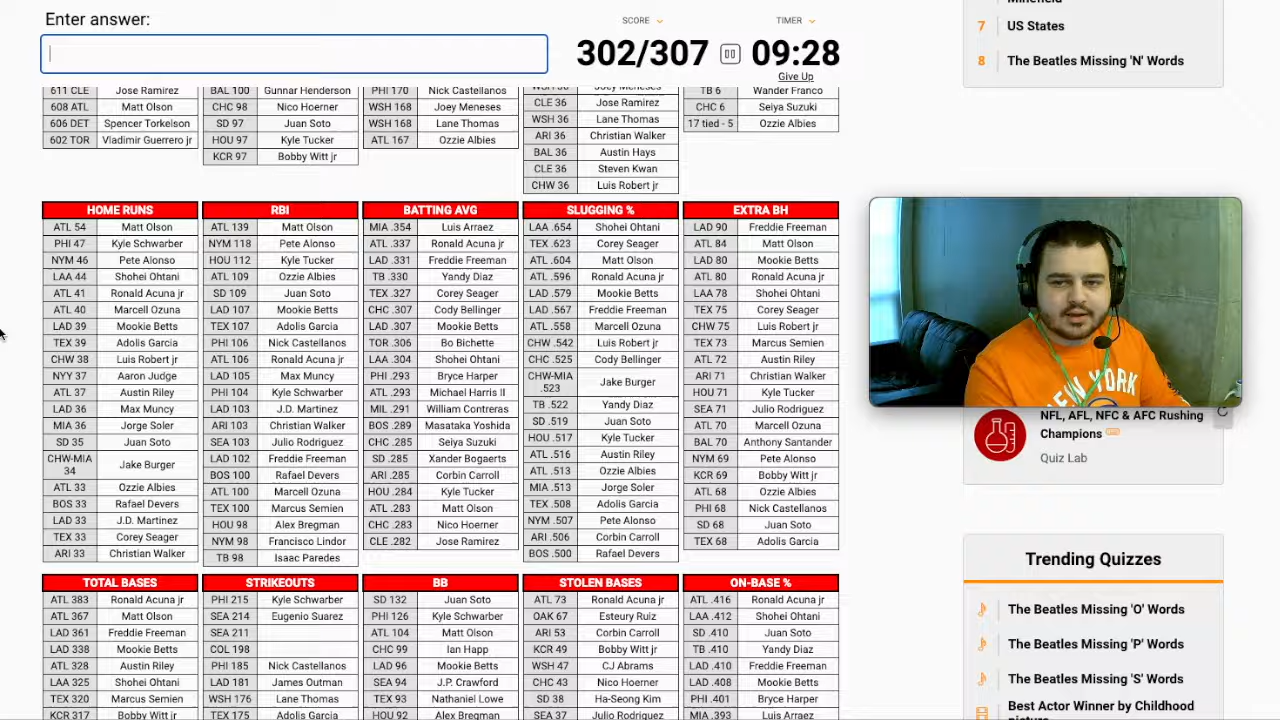 Enter answer:
SCORE
TIMER
302/307
09:28
Give Up
7 US States
8 The Beatles Missing 'N' Words
611 CLE Jose Ramirez BAL 100 Gunnar Henderson PHI 170 Nick Castellanos WSH 36 Joey Meneses TB 6 Wander Franco
608 ATL Matt Olson CHC 98 Nico Hoerner WSH 168 Joey Meneses CLE 36 Jose Ramirez CHC 6 Seiya Suzuki
606 DET Spencer Torkelson SD 97 Juan Soto WSH 168 Lane Thomas WSH 36 Lane Thomas 17 tied - 5 Ozzie Albies
602 TOR Vladimir Guerrero jr HOU 97 Kyle Tucker ATL 167 Ozzie Albies ARI 36 Christian Walker
KCR 97 Bobby Witt jr BAL 36 Austin Hays
CLE 36 Steven Kwan
CHW 36 Luis Robert jr
HOME RUNS
ATL 54 Matt Olson
PHI 47 Kyle Schwarber
NYM 46 Pete Alonso
LAA 44 Shohei Ohtani
ATL 41 Ronald Acuna jr
ATL 40 Marcell Ozuna
LAD 39 Mookie Betts
TEX 39 Adolis Garcia
CHW 38 Luis Robert jr
NYY 37 Aaron Judge
ATL 37 Austin Riley
LAD 36 Max Muncy
MIA 36 Jorge Soler
SD 35 Juan Soto
CHW-MIA
34 Jake Burger
ATL 33 Ozzie Albies
BOS 33 Rafael Devers
LAD 33 J.D. Martinez
TEX 33 Corey Seager
ARI 33 Christian Walker
RBI
ATL 139 Matt Olson
NYM 118 Pete Alonso
HOU 112 Kyle Tucker
ATL 109 Ozzie Albies
SD 109 Juan Soto
LAD 107 Mookie Betts
TEX 107 Adolis Garcia
PHI 106 Nick Castellanos
ATL 106 Ronald Acuna jr
LAD 105 Max Muncy
PHI 104 Kyle Schwarber
LAD 103 J.D. Martinez
ARI 103 Christian Walker
SEA 103 Julio Rodriguez
LAD 102 Freddie Freeman
BOS 100 Rafael Devers
ATL 100 Marcell Ozuna
TEX 100 Marcus Semien
HOU 98 Alex Bregman
NYM 98 Francisco Lindor
TB 98 Isaac Paredes
BATTING AVG
MIA .354 Luis Arraez
ATL .337 Ronald Acuna jr
LAD .331 Freddie Freeman
TB .330 Yandy Diaz
TEX .327 Corey Seager
CHC .307 Cody Bellinger
LAD .307 Mookie Betts
TOR .306 Bo Bichette
LAA .304 Shohei Ohtani
PHI .293 Bryce Harper
ATL .293 Michael Harris II
MIL .291 William Contreras
BOS .289 Masataka Yoshida
CHC .285 Seiya Suzuki
SD .285 Xander Bogaerts
ARI .285 Corbin Carroll
HOU .284 Kyle Tucker
ATL .283 Matt Olson
CHC .283 Nico Hoerner
CLE .282 Jose Ramirez
SLUGGING %
LAA .654 Shohei Ohtani
TEX .623 Corey Seager
ATL .604 Matt Olson
ATL .596 Ronald Acuna jr
LAD .579 Mookie Betts
LAD .567 Freddie Freeman
ATL .558 Marcell Ozuna
CHW .542 Luis Robert jr
CHC .525 Cody Bellinger
CHW-MIA
.523 Jake Burger
TB .522 Yandy Diaz
SD .519 Juan Soto
HOU .517 Kyle Tucker
ATL .516 Austin Riley
ATL .513 Ozzie Albies
MIA .513 Jorge Soler
TEX .508 Adolis Garcia
NYM .507 Pete Alonso
ARI .506 Corbin Carroll
BOS .500 Rafael Devers
EXTRA BH
LAD 90 Freddie Freeman
ATL 84 Matt Olson
LAD 80 Mookie Betts
ATL 80 Ronald Acuna jr
LAA 78 Shohei Ohtani
TEX 75 Corey Seager
CHW 75 Luis Robert jr
TEX 73 Marcus Semien
ATL 72 Austin Riley
ARI 71 Christian Walker
HOU 71 Kyle Tucker
SEA 71 Julio Rodriguez
ATL 70 Marcell Ozuna
BAL 70 Anthony Santander
NYM 69 Pete Alonso
KCR 69 Bobby Witt jr
ATL 68 Ozzie Albies
PHI 68 Nick Castellanos
SD 68 Juan Soto
TEX 68 Adolis Garcia
TOTAL BASES
ATL 383 Ronald Acuna jr
ATL 367 Matt Olson
LAD 361 Freddie Freeman
LAD 338 Mookie Betts
ATL 328 Austin Riley
LAA 325 Shohei Ohtani
TEX 320 Marcus Semien
KCR 317 Bobby Witt jr
STRIKEOUTS
PHI 215 Kyle Schwarber
SEA 214 Eugenio Suarez
SEA 211
COL 198
PHI 185 Nick Castellanos
LAD 181 James Outman
WSH 176 Lane Thomas
TEX 175 Adolis Garcia
BB
SD 132 Juan Soto
PHI 126 Kyle Schwarber
ATL 104 Matt Olson
CHC 99 Ian Happ
LAD 96 Mookie Betts
SEA 94 J.P. Crawford
TEX 93 Nathaniel Lowe
HOU 92 Alex Bregman
STOLEN BASES
ATL 73 Ronald Acuna jr
OAK 67 Esteury Ruiz
ARI 53 Corbin Carroll
KCR 49 Bobby Witt jr
WSH 47 CJ Abrams
CHC 43 Nico Hoerner
SD 38 Ha-Seong Kim
SEA 37 Julio Rodriguez
ON-BASE %
ATL .416 Ronald Acuna jr
LAA .412 Shohei Ohtani
SD .410 Juan Soto
TB .410 Yandy Diaz
LAD .410 Freddie Freeman
LAD .408 Mookie Betts
PHI .401 Bryce Harper
MIA .393 Luis Arraez
NEW YORK
NFL, AFL, NFC & AFC Rushing
Champions
Quiz Lab
Trending Quizzes
The Beatles Missing 'O' Words
The Beatles Missing 'P' Words
The Beatles Missing 'S' Words
Best Actor Winner by Childhood